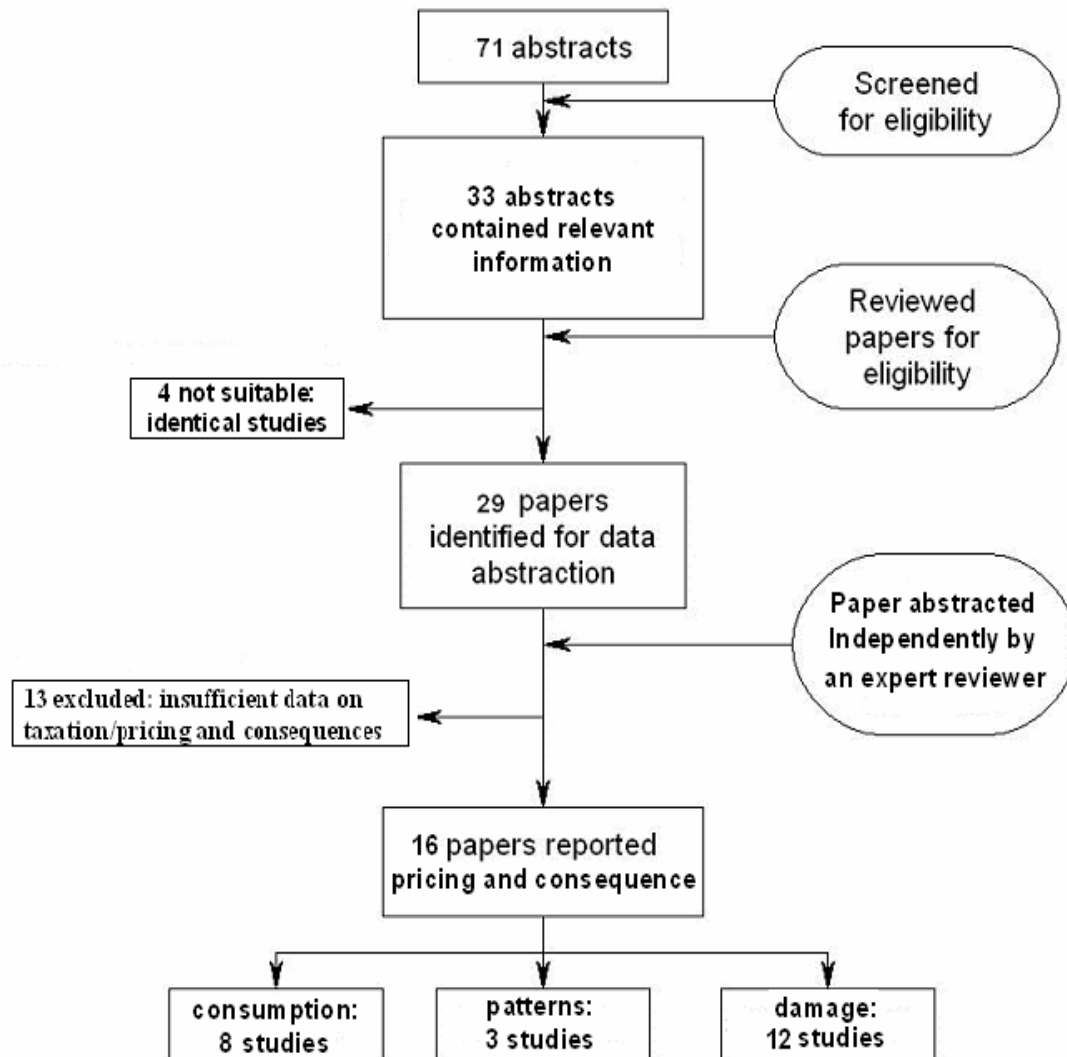 71 abstracts
Screened
for eligibility
33 abstracts
contained relevant
information
Reviewed
papers for
eligibility
4 not suitable:
identical studies
29 papers
identified for data
abstraction
Paper abstracted
Independently by
an expert reviewer
13 excluded: insufficient data on
taxation/pricing and consequences
16 papers reported
pricing and consequence
consumption:
8 studies
patterns:
3 studies
damage:
12 studies